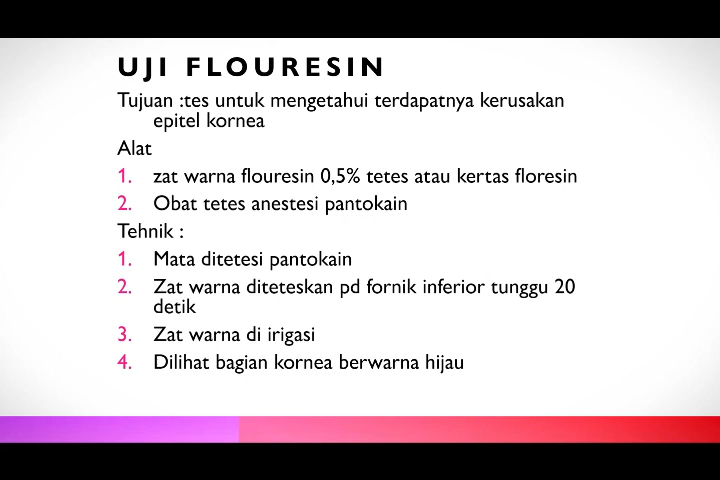 UJI FLOURESIN
Tujuan :tes untuk mengetahui terdapatnya kerusakan
epitel kornea
Alat
1. zat warna flouresin 0,5% tetes atau kertas floresin
2. Obat tetes anestesi pantokain
Tehnik :
1. Mata ditetesi pantokain
2. Zat warna diteteskan pd fornik inferior tunggu 20
detik
3. Zat warna di irigasi
4. Dilihat bagian kornea berwarna hijau